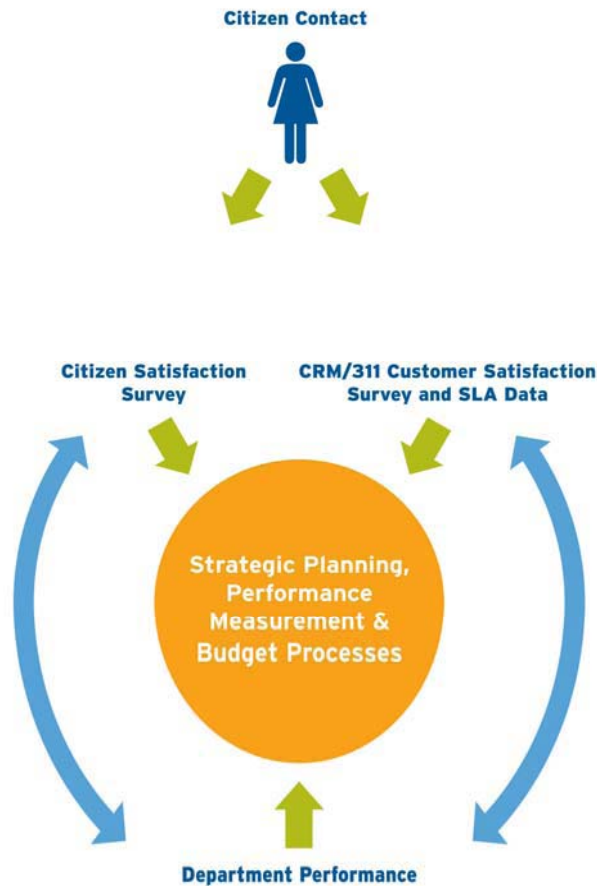 Citizen Contact
Citizen Satisfaction
Survey
CRM/311 Customer Satisfaction
Survey and SLA Data
Strategic Planning,
Performance
Measurement &
Budget Processes
Department Performance